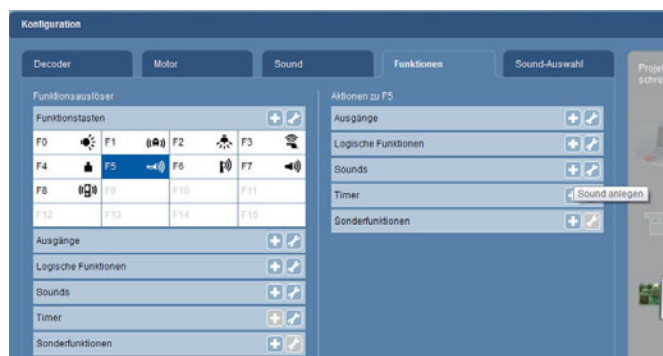 Konfiguration
Decoder Motor Sound Funktionen Sound-Auswahl
Funktionsauslöser
Funktionstasten
F0 F1 F2 F3
F4 F5 F6 F7
F8 F9 F10 F11
F12 F13 F14 F15
Ausgänge
Logische Funktionen
Sounds
Timer
Sonderfunktionen
Aktionen zu F5
Ausgänge
Logische Funktionen
Sounds
Timer
Sound anlegen
Sonderfunktionen
Projek
schre